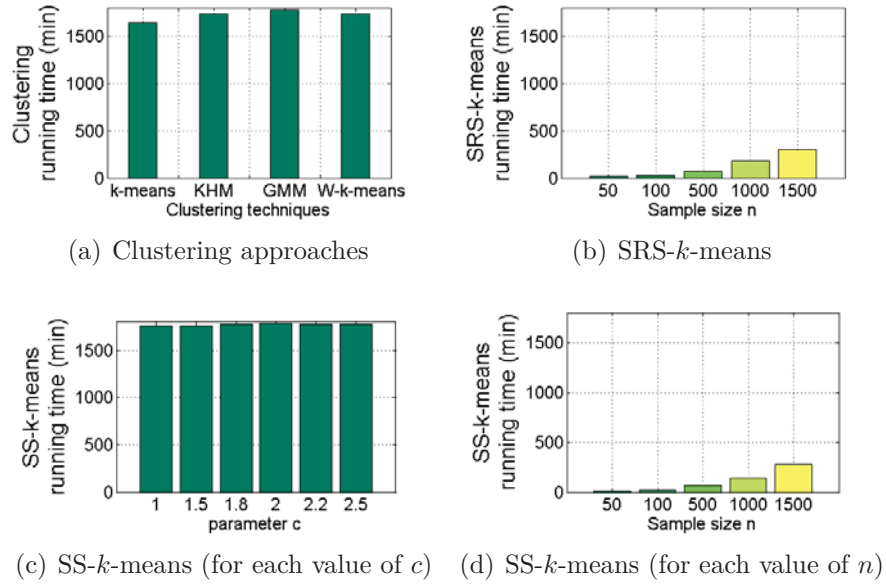 Clustering
running time (min)
1500
1000
500
0
k-means KHM GMM W-k-means
Clustering techniques
(a) Clustering approaches
SRS-k-means
running time (min)
1500
1000
500
0
50 100 500 1000 1500
Sample size n
(b) SRS-k-means
SS-k-means
running time (min)
1500
1000
500
0
1 1.5 1.8 2 2.2 2.5
parameter c
(c) SS-k-means (for each value of c)
SS-k-means
running time (min)
1500
1000
500
0
50 100 500 1000 1500
Sample size n
(d) SS-k-means (for each value of n)